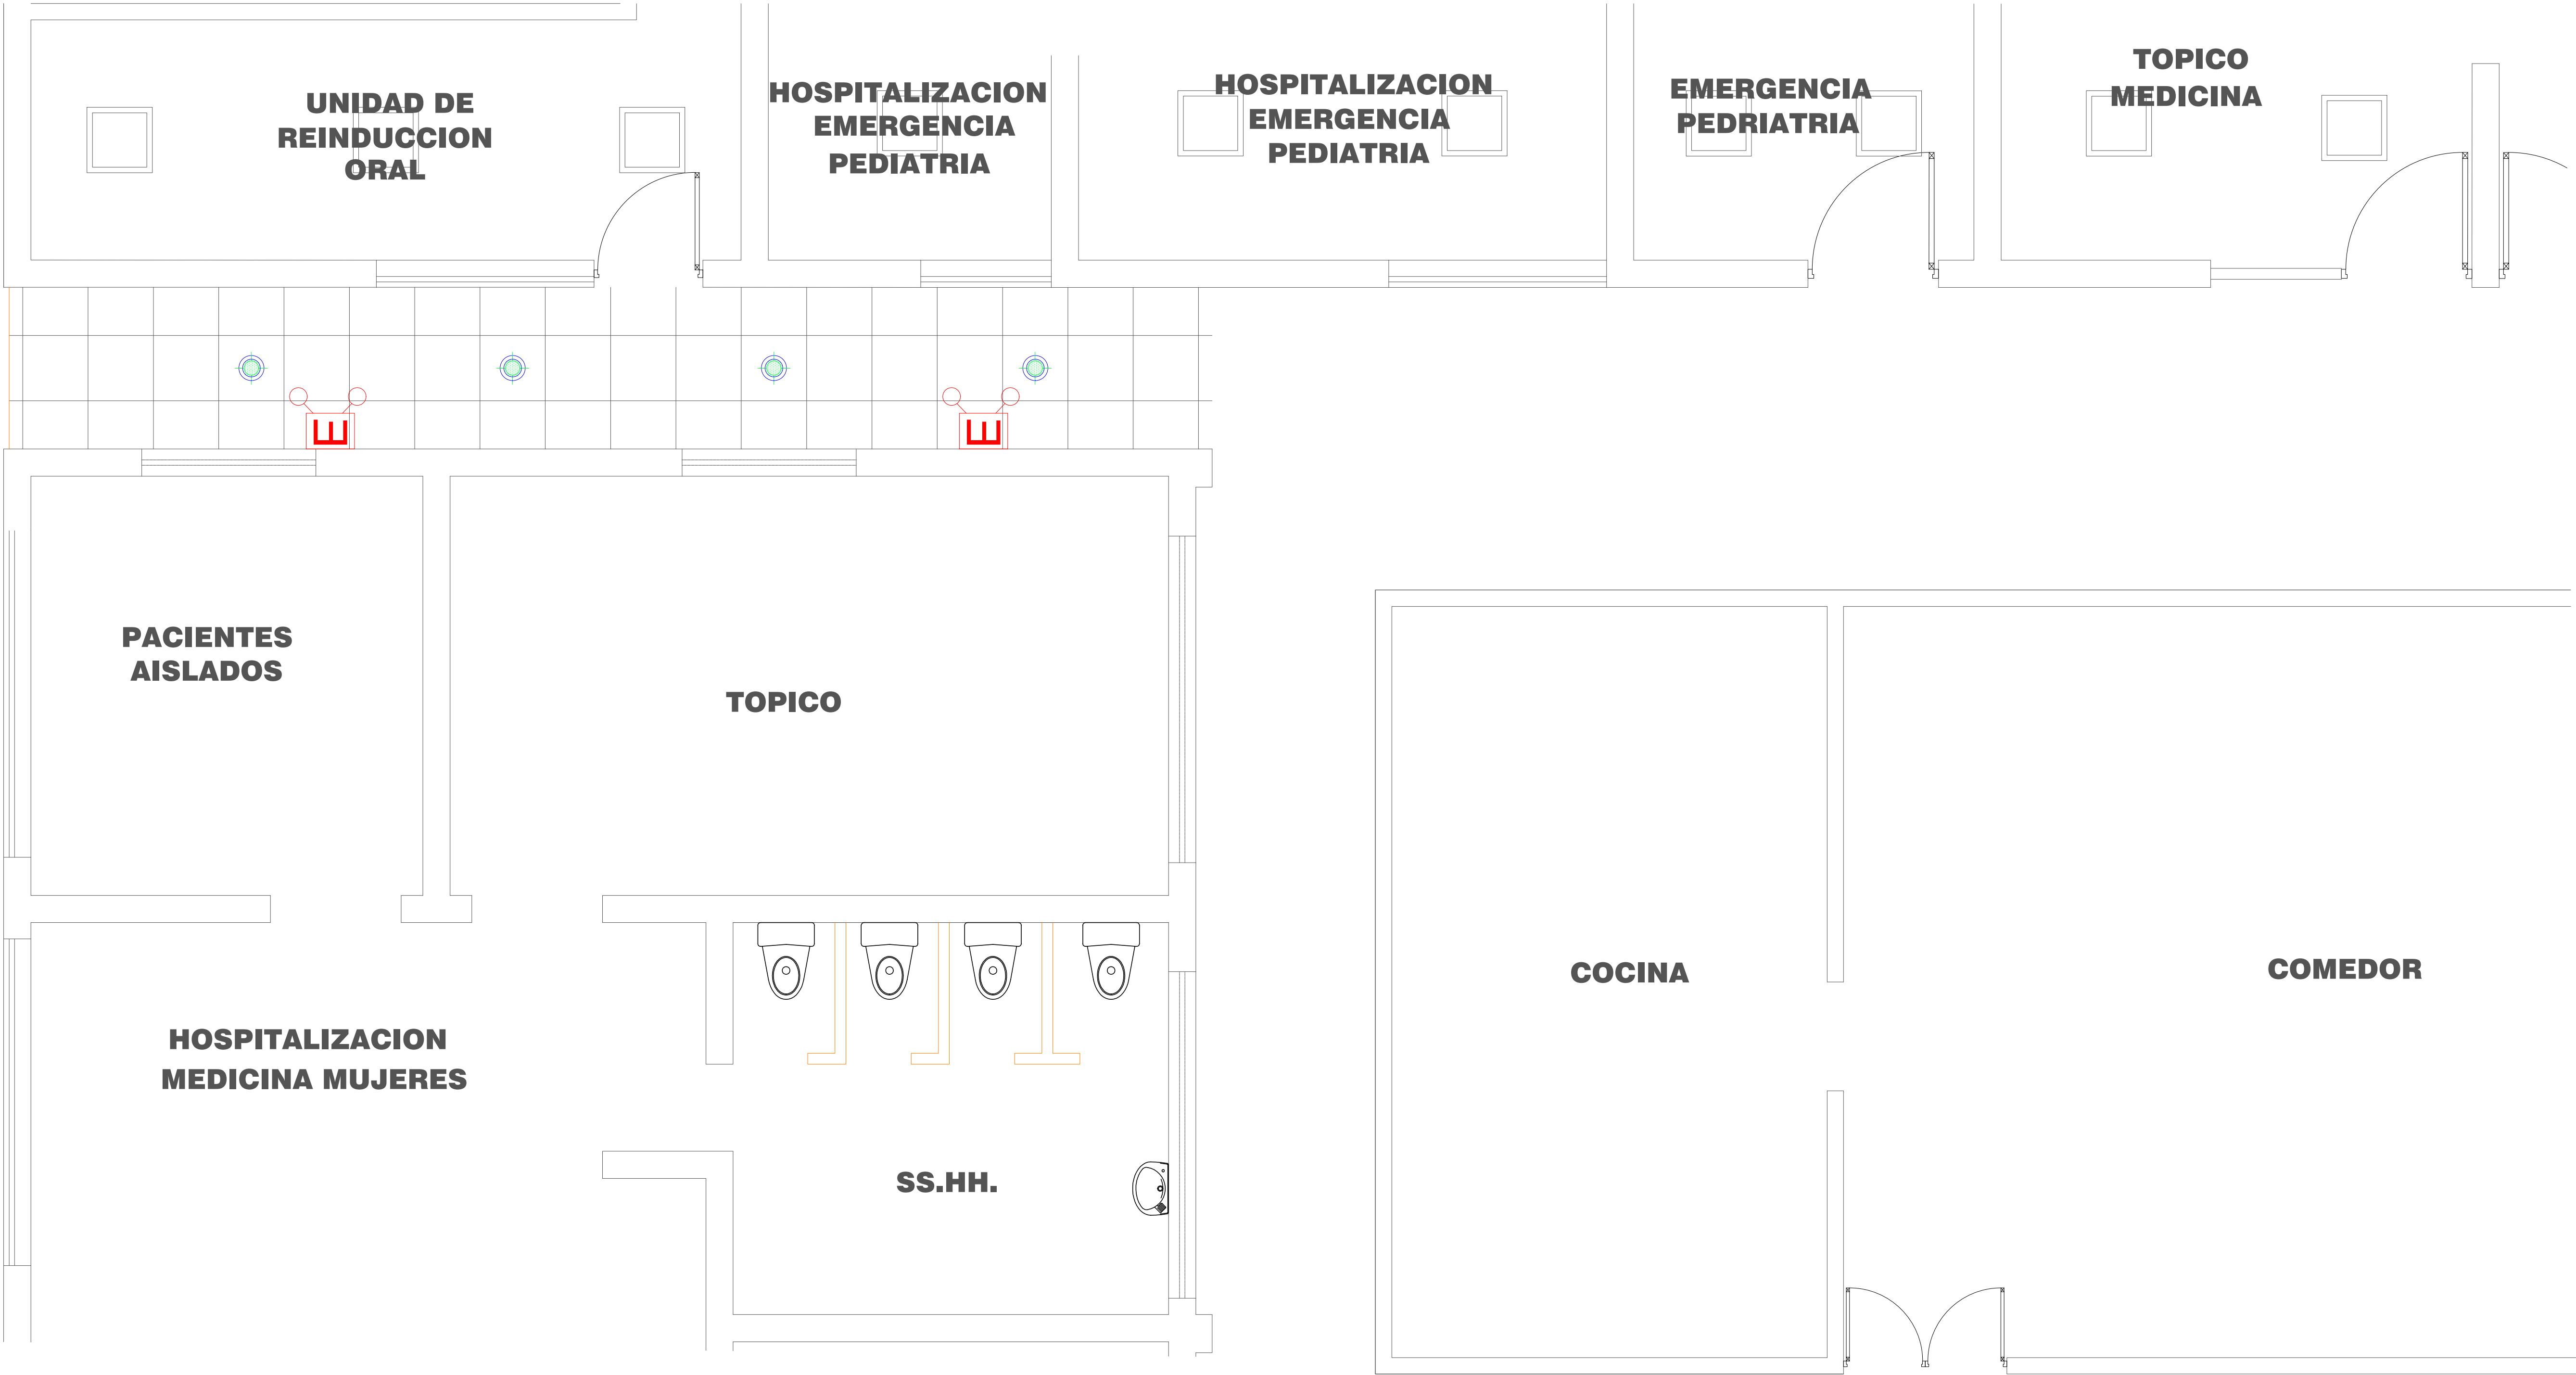 UNIDAD DE
REINDUCCION
ORAL
HOSPITALIZACION
EMERGENCIA
PEDIATRIA
HOSPITALIZACION
EMERGENCIA
PEDIATRIA
EMERGENCIA
PEDRIATRIA
TOPICO
MEDICINA
E
E
PACIENTES
AISLADOS
TOPICO
HOSPITALIZACION
MEDICINA MUJERES
SS.HH.
COCINA
COMEDOR